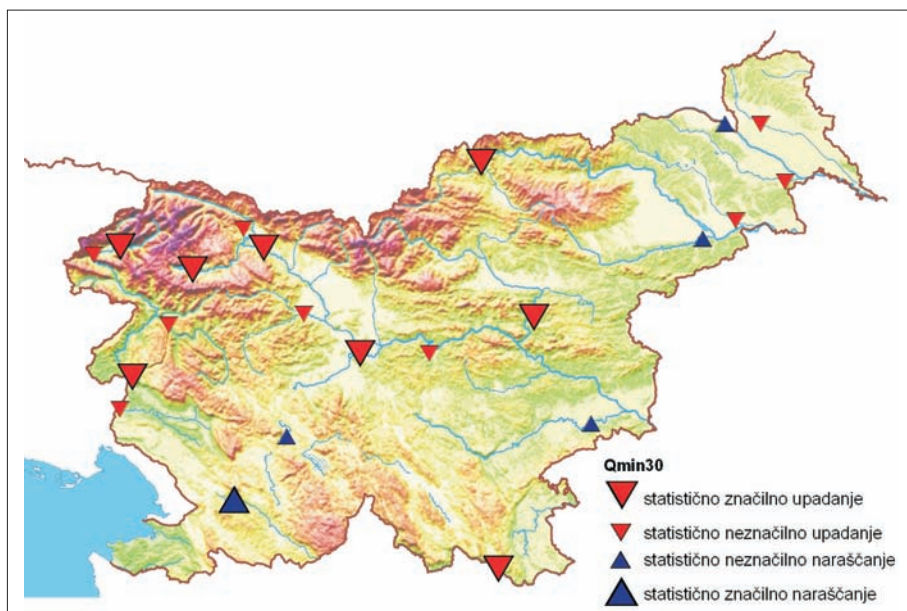 Qmin30
statistično značilno upadanje
statistično neznačilno upadanje
statistično neznačilno naraščanje
statistično značilno naraščanje